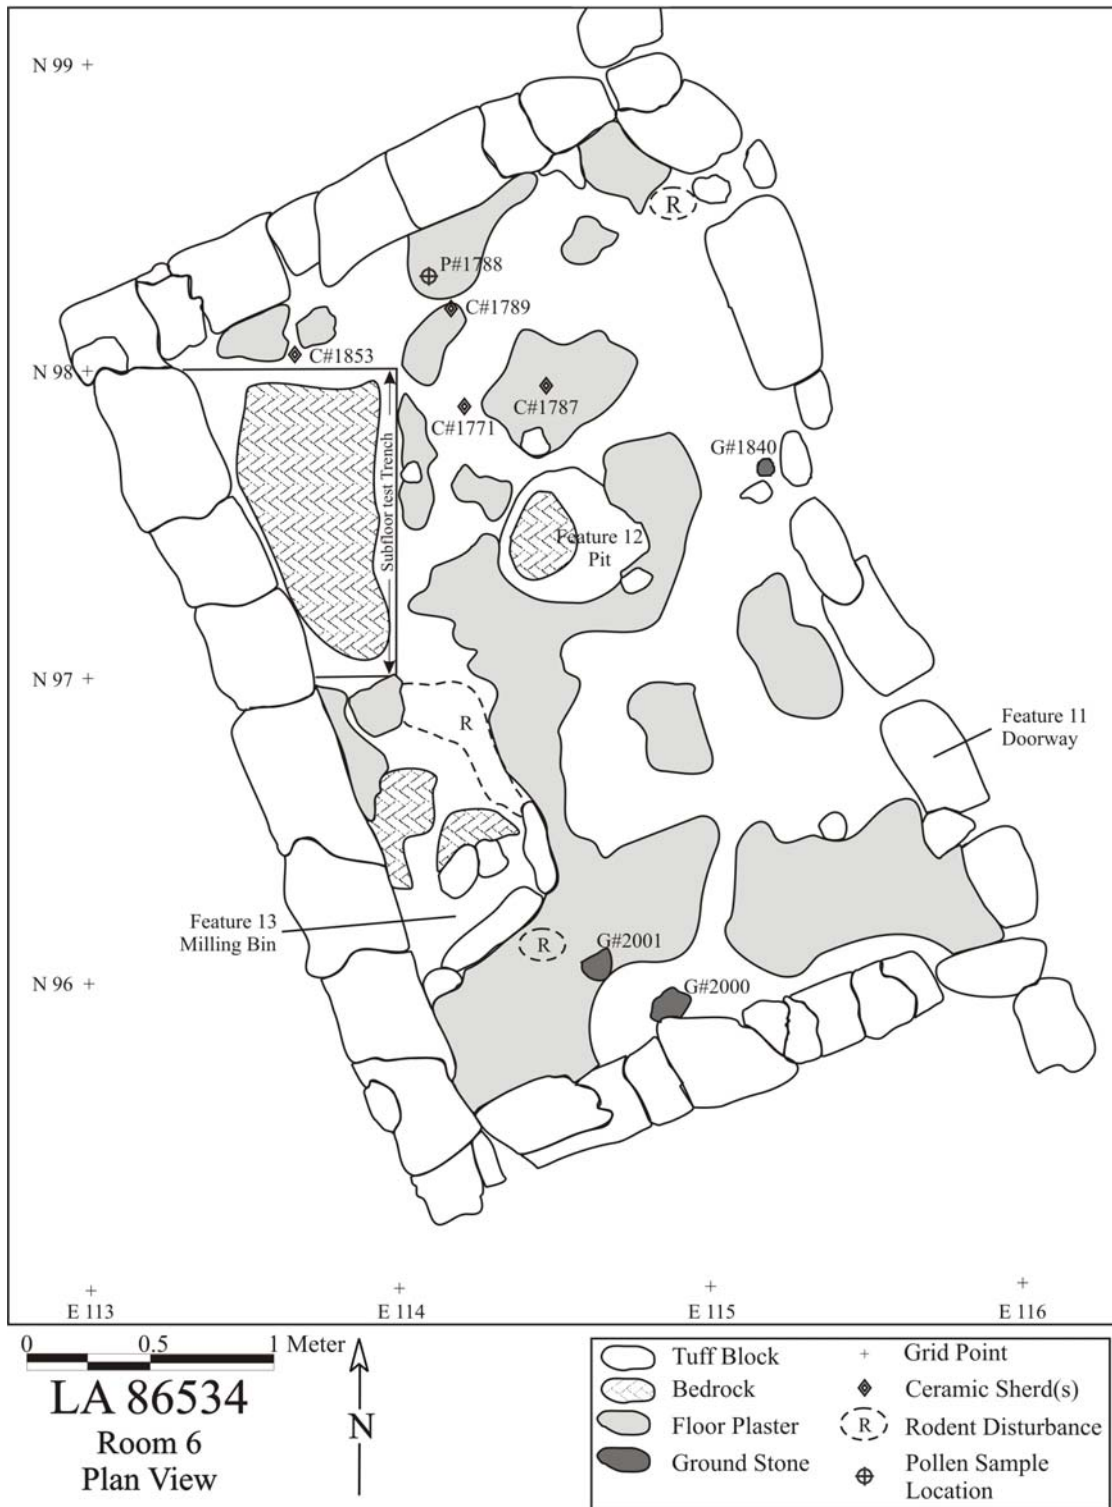 N 99
R
P#1788
C#1789
C#1853
N 98
C#1787
C#1771
G#1840
Subfloor test Trench
Feature 12
Pit
N 97
R
Feature 11
Doorway
Feature 13
Milling Bin
R
G#2001
N 96
G#2000
E 113
E 114
E 115
E 116
0 0.5 1 Meter
LA 86534
Room 6
Plan View
N
Tuff Block
Bedrock
Floor Plaster
Ground Stone
Grid Point
Ceramic Sherd(s)
R Rodent Disturbance
Pollen Sample
Location